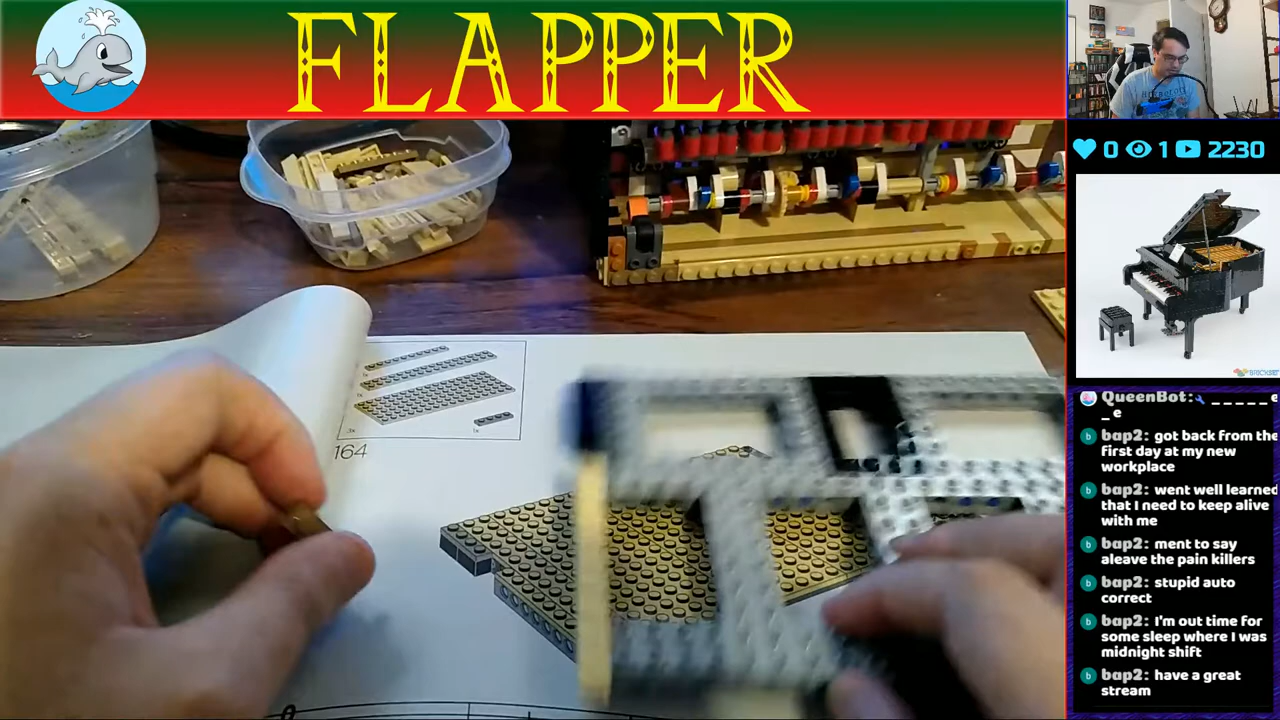 FLAPPER
0 1 2230
QueenBot: _ _ _ _ _ e
_ e
bap2: got back from the
first day at my new
workplace
bap2: went well learned
that I need to keep alive
with me
bap2: ment to say
aleave the pain killers
bap2: stupid auto
correct
bap2: I'm out time for
some sleep where I was
midnight shift
bap2: have a great
stream
164